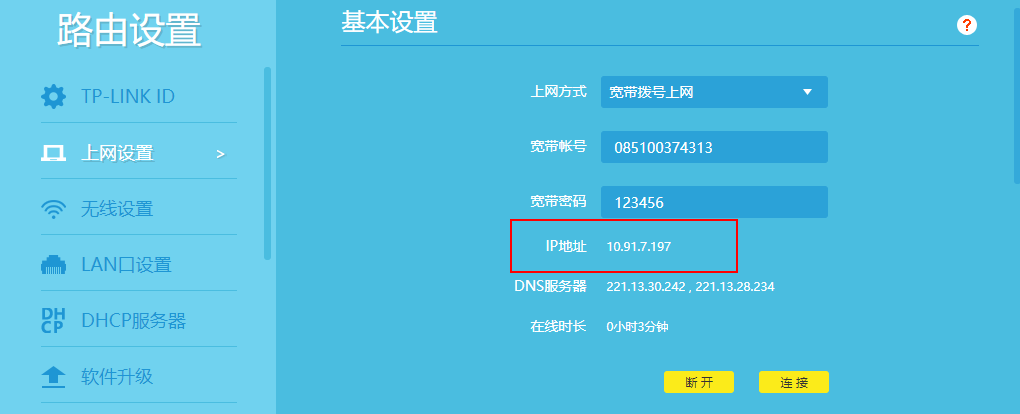 路由设置
TP-LINK ID
上网设置 >
无线设置
LAN口设置
DHCP DHCP服务器
软件升级
基本设置 ?
上网方式 宽带拨号上网
宽带帐号 085100374313
宽带密码 123456
IP地址 10.91.7.197
DNS服务器 221.13.30.242 , 221.13.28.234
在线时长 0小时3分钟
断 开 连 接